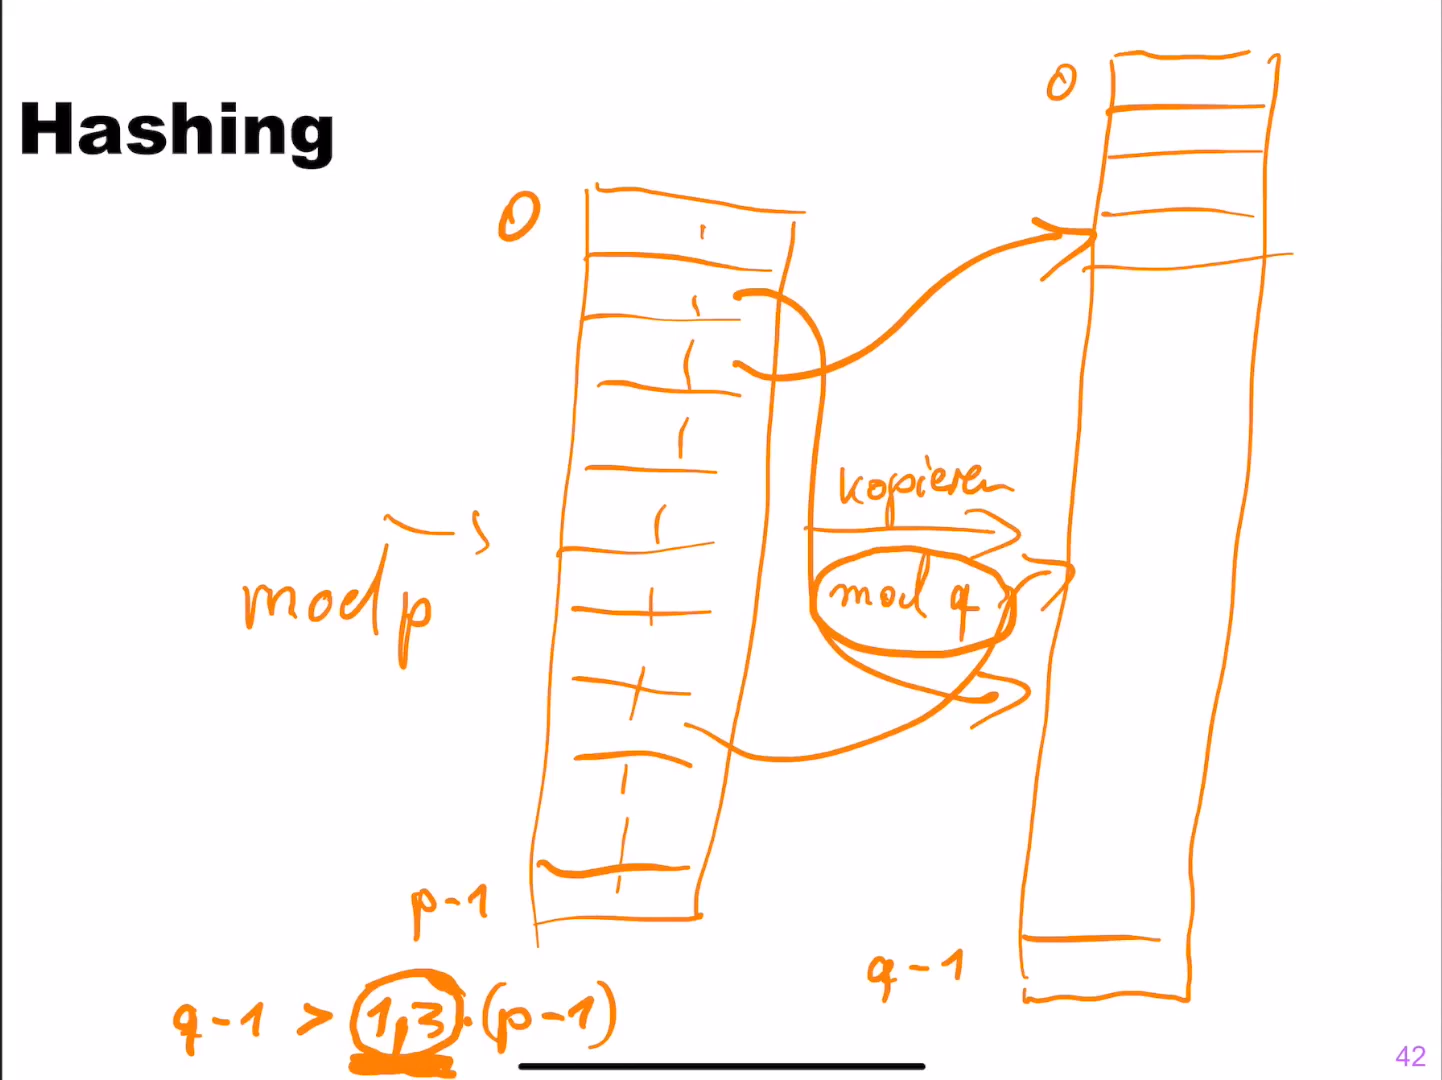 Hashing
0
0
kopieren
mod p
mod q
p-1
q-1
q-1 > 1,3·(p-1)
42